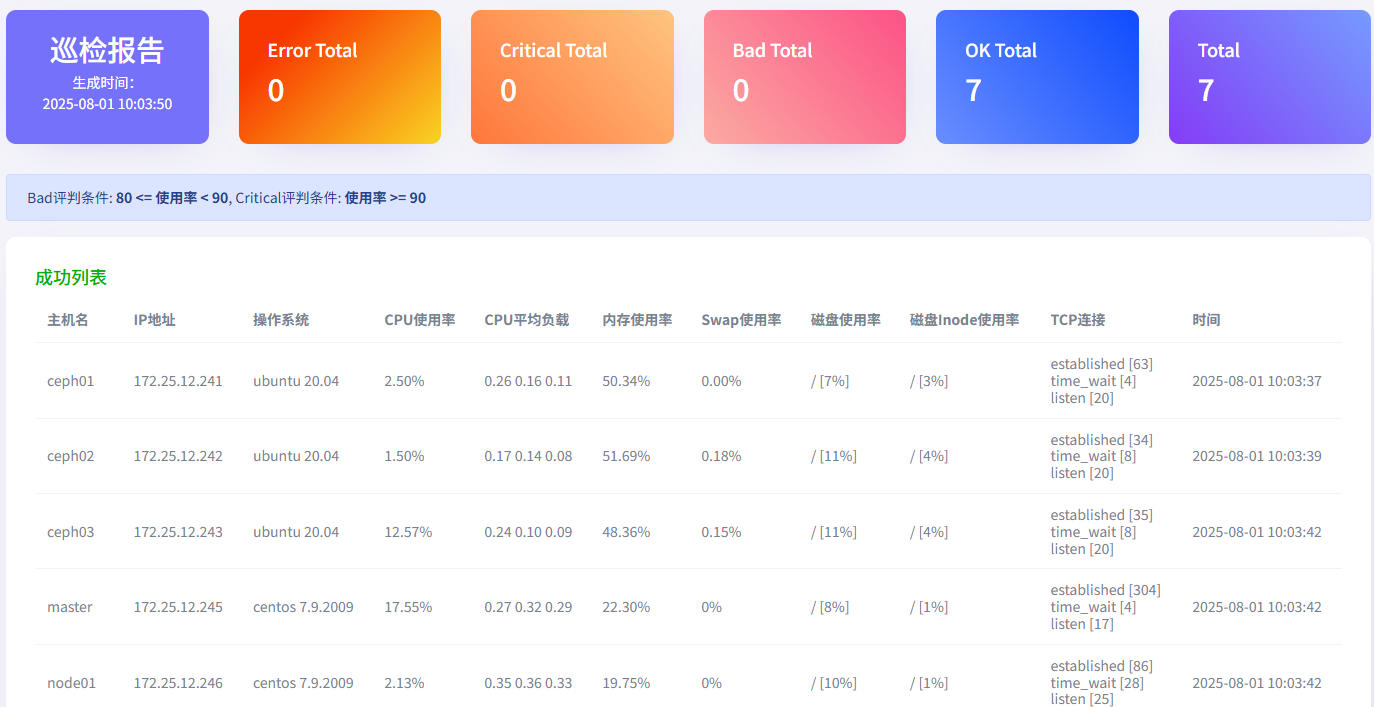 巡检报告
生成时间：
2025-08-01 10:03:50
Error Total
0
Critical Total
0
Bad Total
0
OK Total
7
Total
7
Bad评判条件: 80 <= 使用率 < 90, Critical评判条件: 使用率 >= 90
成功列表
主机名 IP地址 操作系统 CPU使用率 CPU平均负载 内存使用率 Swap使用率 磁盘使用率 磁盘Inode使用率 TCP连接 时间
ceph01 172.25.12.241 ubuntu 20.04 2.50% 0.26 0.16 0.11 50.34% 0.00% / [7%] / [3%] established [63]
time_wait [4]
listen [20] 2025-08-01 10:03:37
ceph02 172.25.12.242 ubuntu 20.04 1.50% 0.17 0.14 0.08 51.69% 0.18% / [11%] / [4%] established [34]
time_wait [8]
listen [20] 2025-08-01 10:03:39
ceph03 172.25.12.243 ubuntu 20.04 12.57% 0.24 0.10 0.09 48.36% 0.15% / [11%] / [4%] established [35]
time_wait [8]
listen [20] 2025-08-01 10:03:42
master 172.25.12.245 centos 7.9.2009 17.55% 0.27 0.32 0.29 22.30% 0% / [8%] / [1%] established [304]
time_wait [4]
listen [17] 2025-08-01 10:03:42
node01 172.25.12.246 centos 7.9.2009 2.13% 0.35 0.36 0.33 19.75% 0% / [10%] / [1%] established [86]
time_wait [28]
listen [25] 2025-08-01 10:03:42